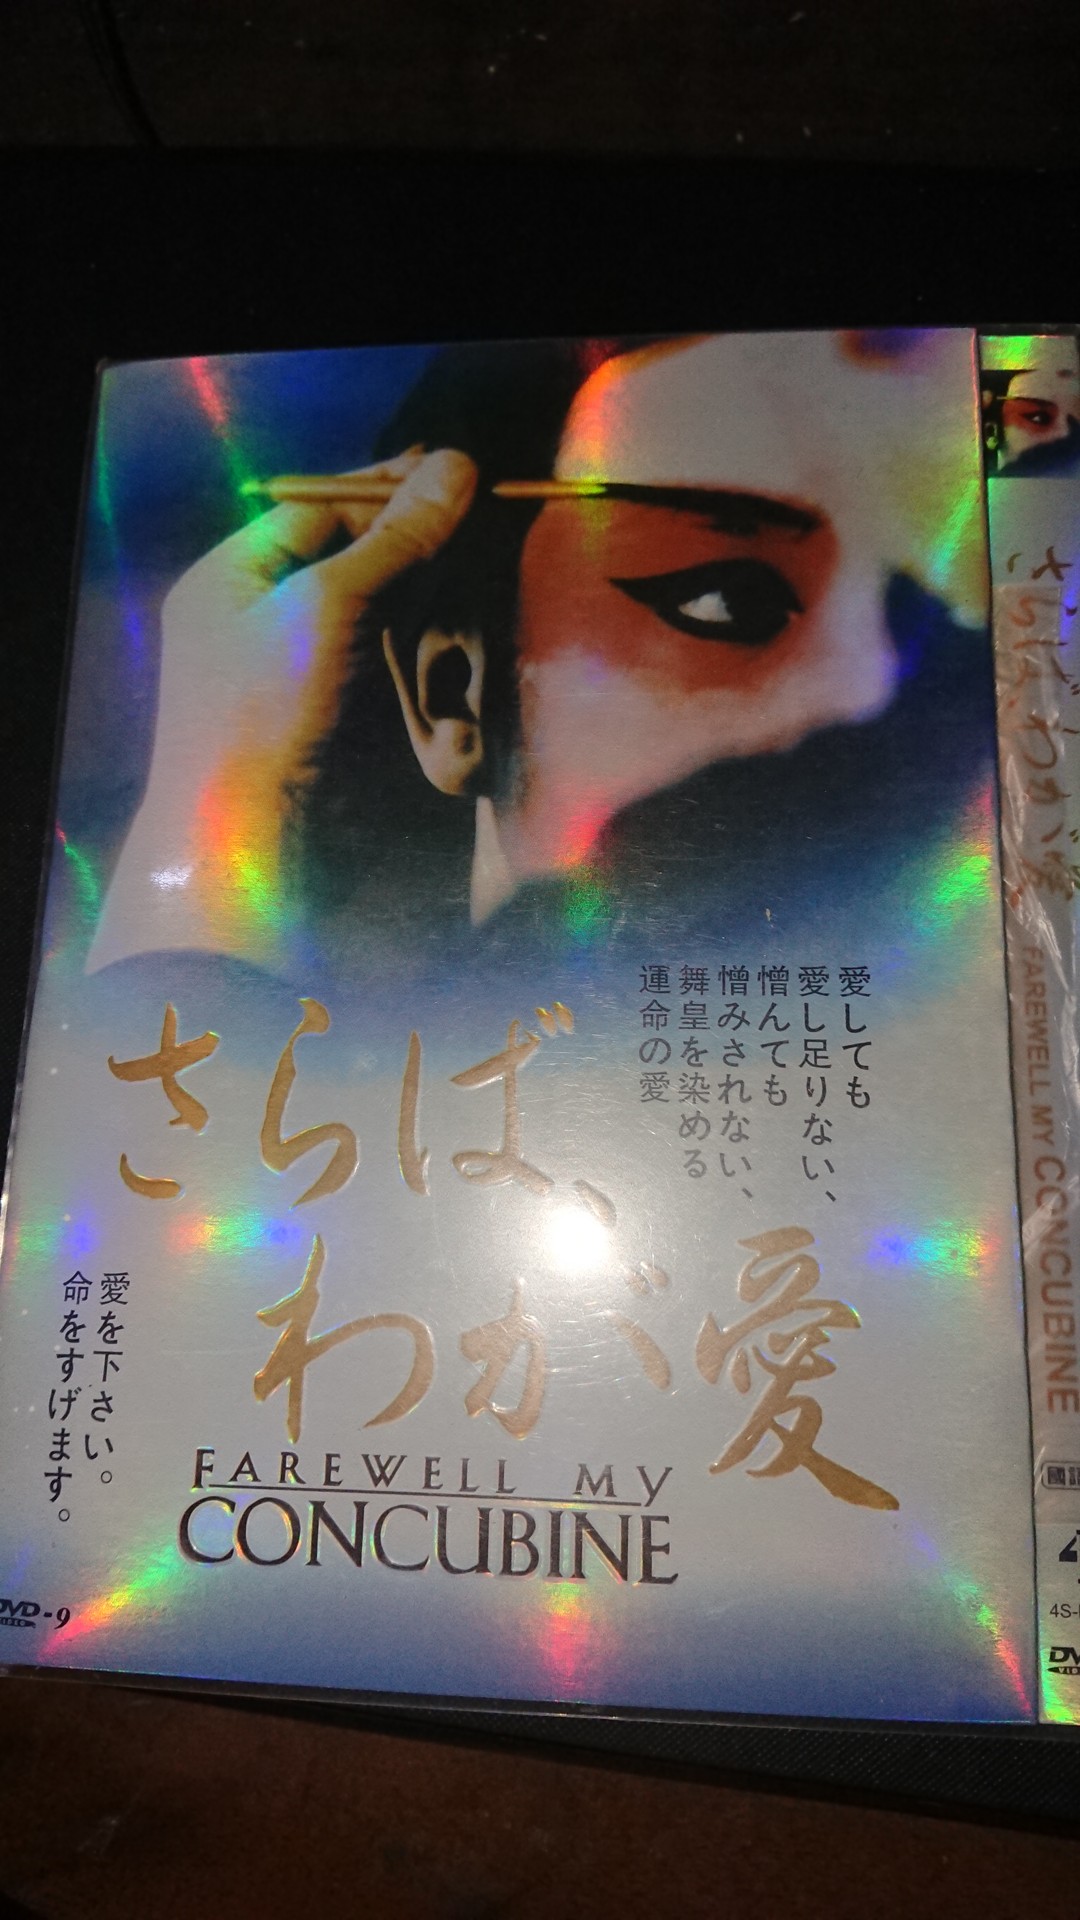 愛しても
愛し足りない、
憎んても
憎みされない、
舞皇を染める
運命の愛
さらば、
わが愛
愛を下さい。
命をすげます。
FAREWELL MY
CONCUBINE
DVD-9
VIDEO
さらば、わが愛
FAREWELL MY CONCUBINE
4S-
DV